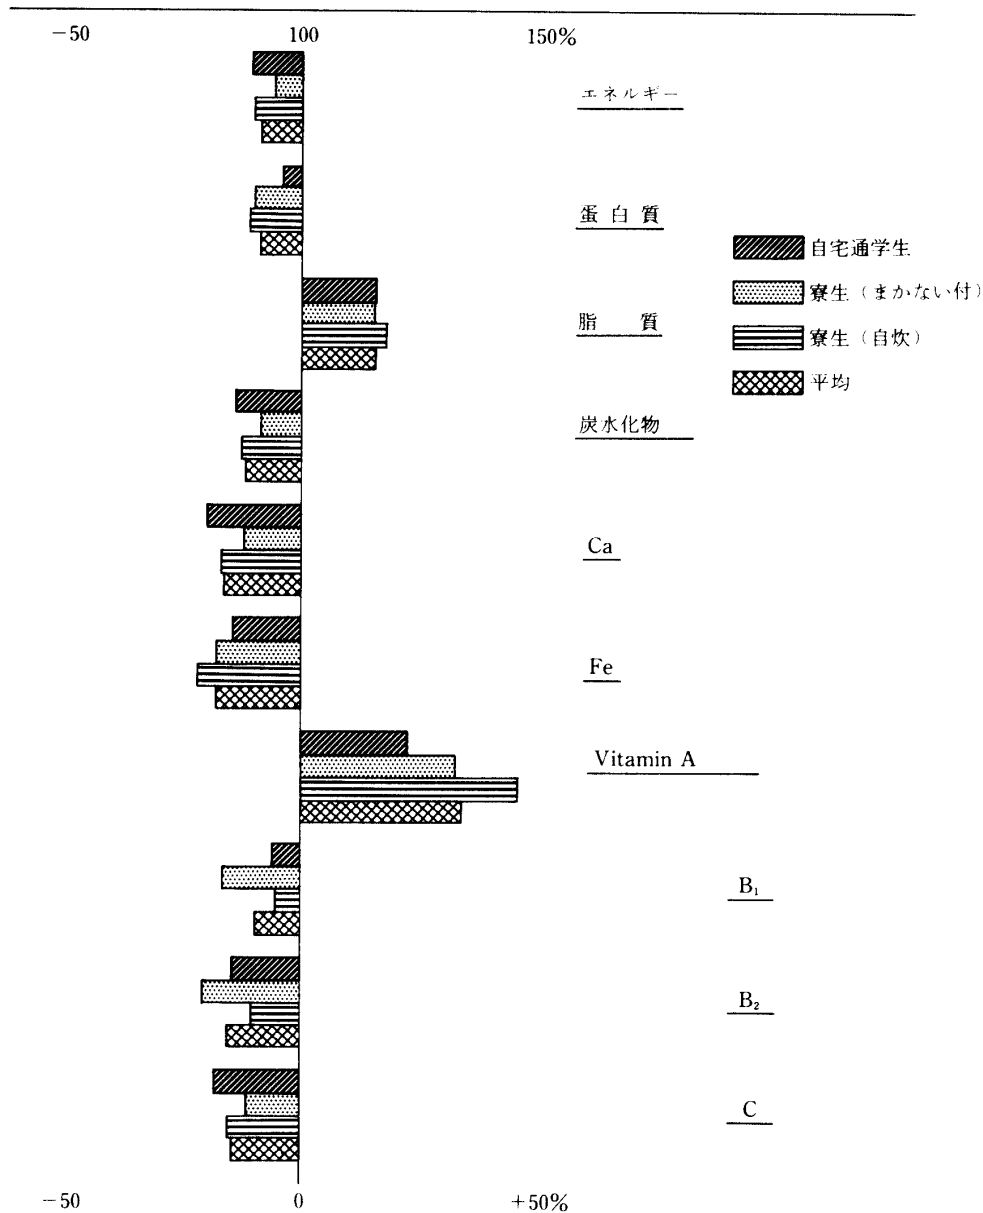 −50 100 150%
エネルギー
蛋白質
自宅通学生
寮生(まかない付)
脂 質
寮生(自炊)
平均
炭水化物
Ca
Fe
Vitamin A
B₁
B₂
C
−50 0 +50%